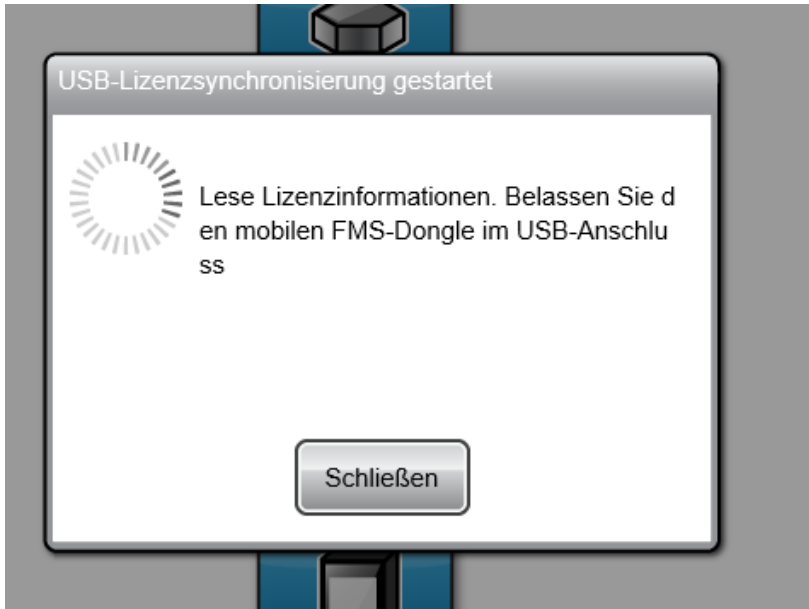 USB-Lizenzsynchronisierung gestartet
Lese Lizenzinformationen. Belassen Sie d
en mobilen FMS-Dongle im USB-Anschlu
ss
Schließen